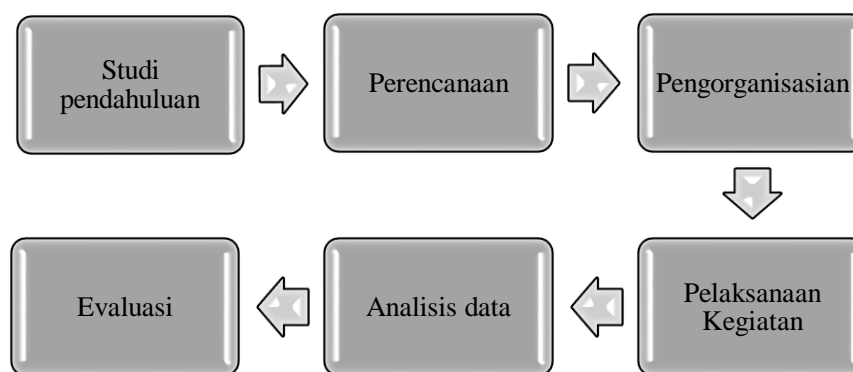 Studi
pendahuluan
Perencanaan
Pengorganisasian
Pelaksanaan
Kegiatan
Analisis data
Evaluasi